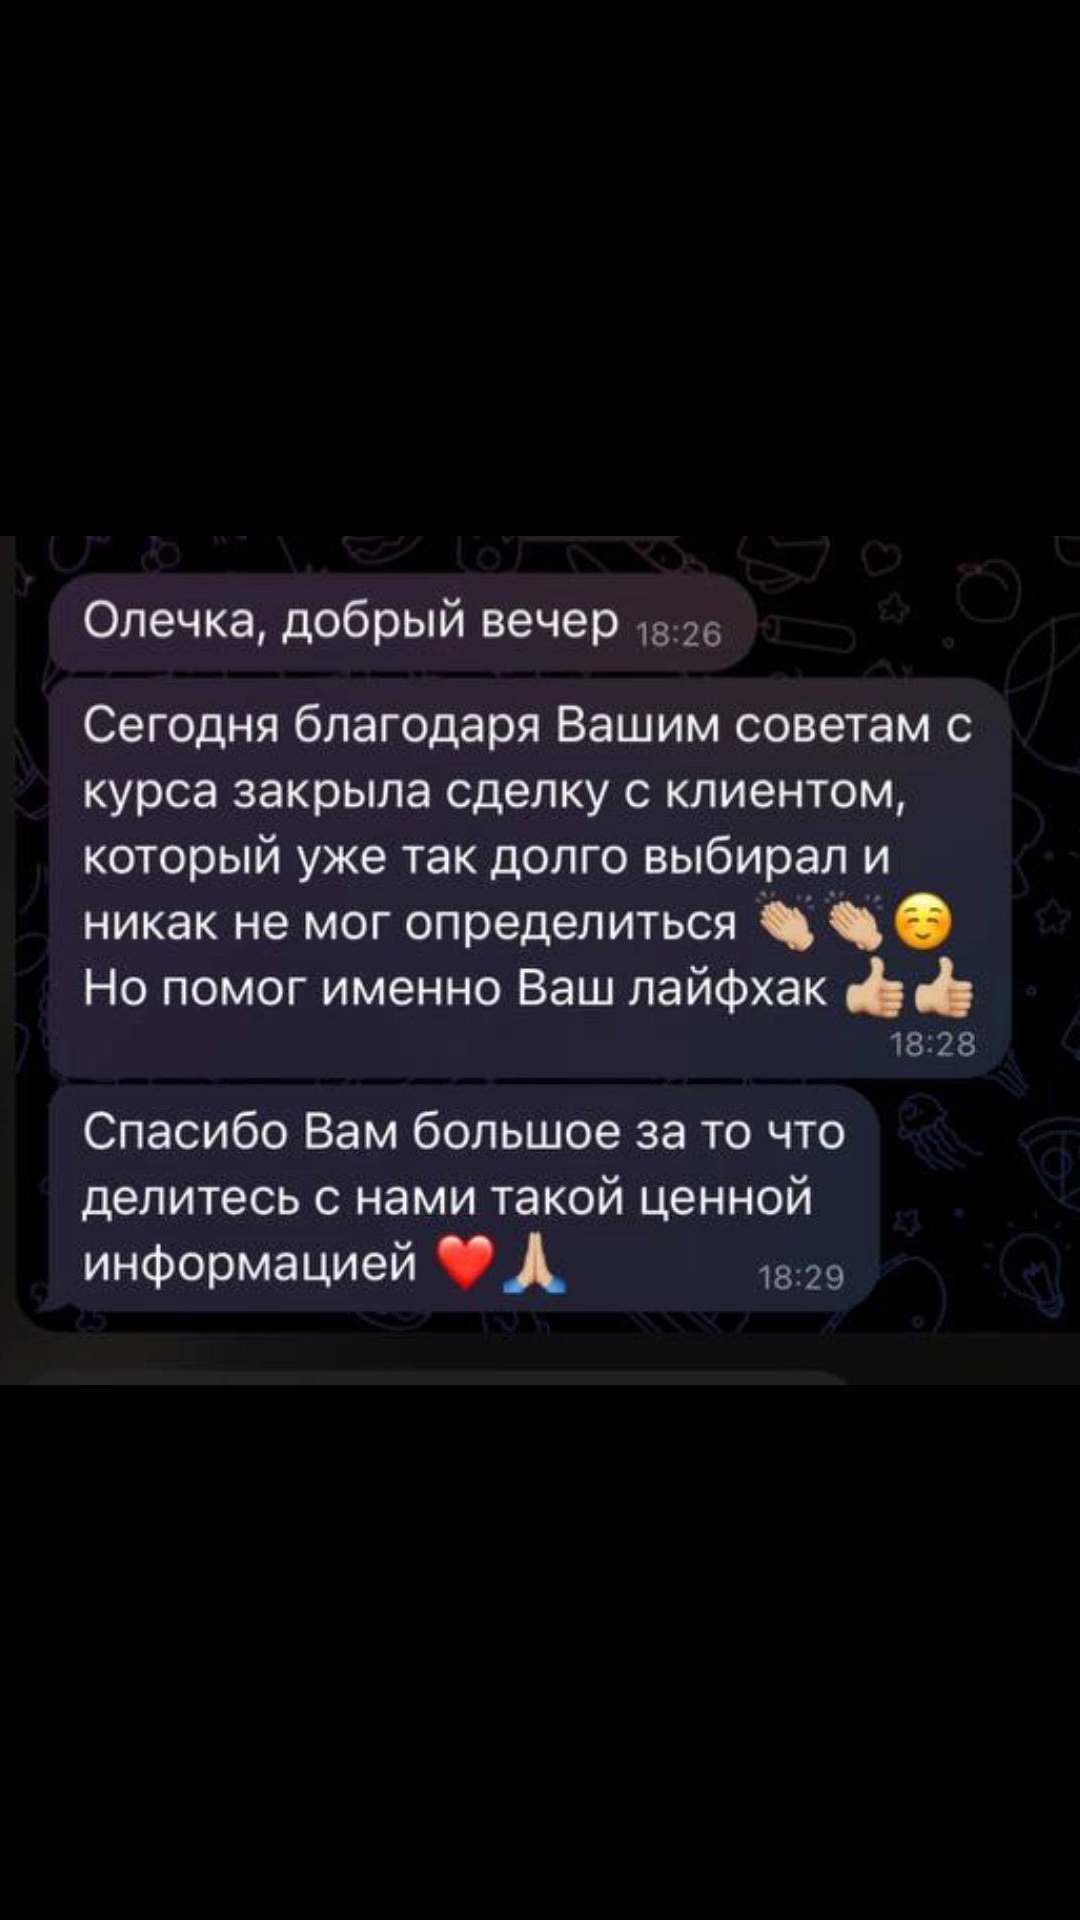 Олечка, добрый вечер 18:26
Сегодня благодаря Вашим советам с
курса закрыла сделку с клиентом,
который уже так долго выбирал и
никак не мог определиться 👏🏼👏🏼☺️
Но помог именно Ваш лайфхак 👍🏼👍🏼
18:28
Спасибо Вам большое за то что
делитесь с нами такой ценной
информацией ❤️🙏🏼 18:29